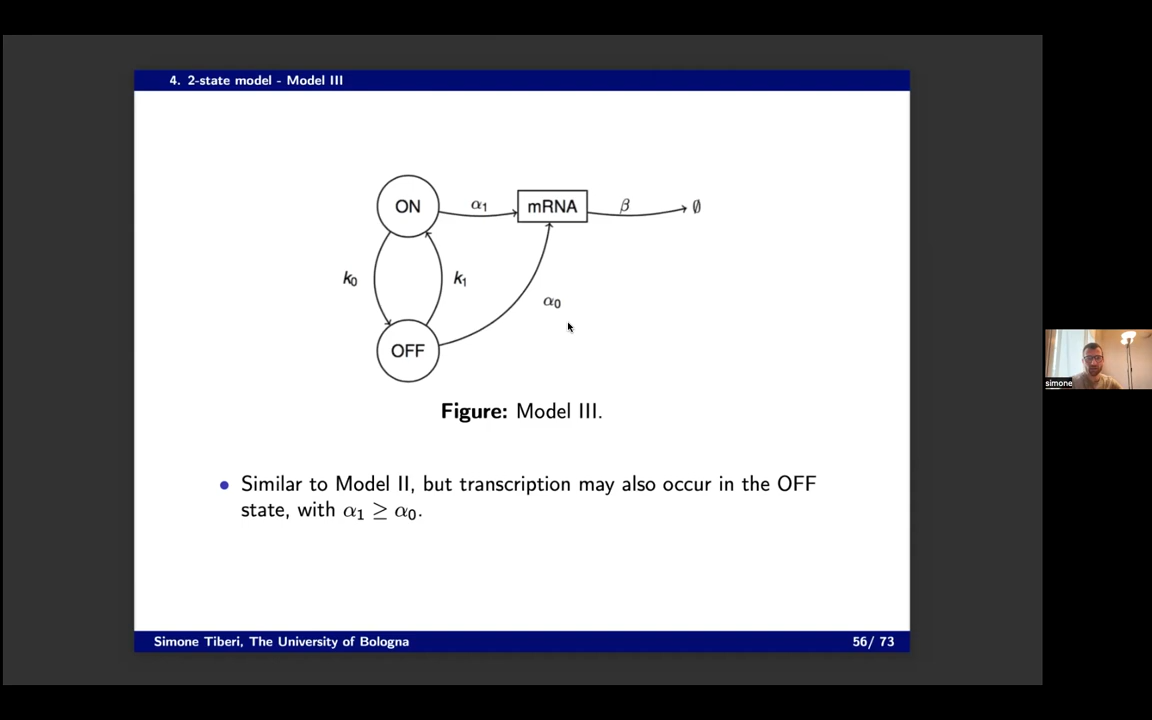 4. 2-state model - Model III
ON
α1
mRNA
β
∅
k0
k1
α0
OFF
Figure: Model III.
Similar to Model II, but transcription may also occur in the OFF
state, with α1 ≥ α0.
simone
Simone Tiberi, The University of Bologna
56/ 73